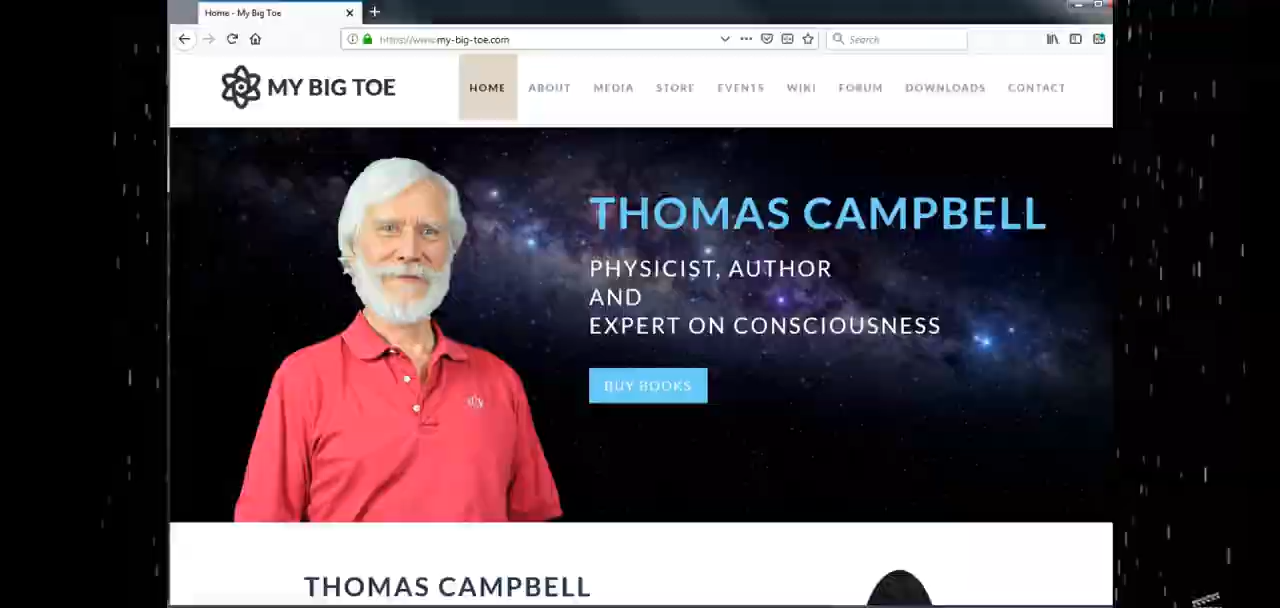 Home - My Big Toe
https://www.my-big-toe.com
Search
MY BIG TOE
HOME ABOUT MEDIA STORE EVENTS WIKI FORUM DOWNLOADS CONTACT
THOMAS CAMPBELL
PHYSICIST, AUTHOR
AND
EXPERT ON CONSCIOUSNESS
BUY BOOKS
THOMAS CAMPBELL